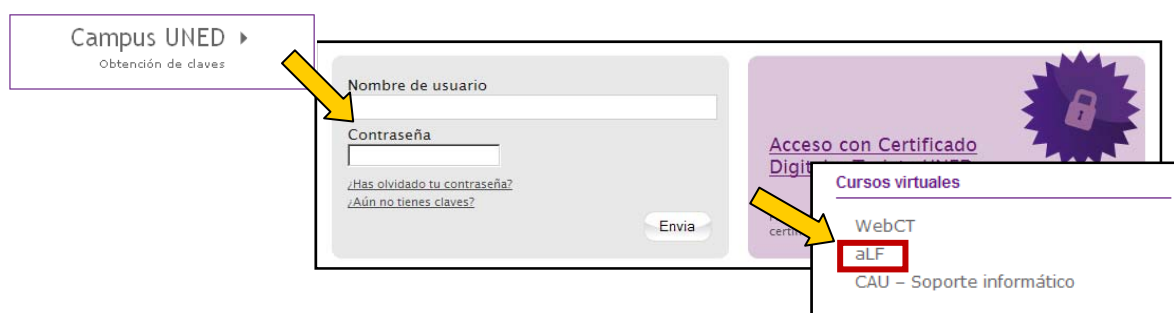 Campus UNED
Obtención de claves
Nombre de usuario
Contraseña
¿Has olvidado tu contraseña?
¿Aún no tienes claves?
Envia
Acceso con Certificado
Cursos virtuales
WebCT
aLF
CAU – Soporte informático